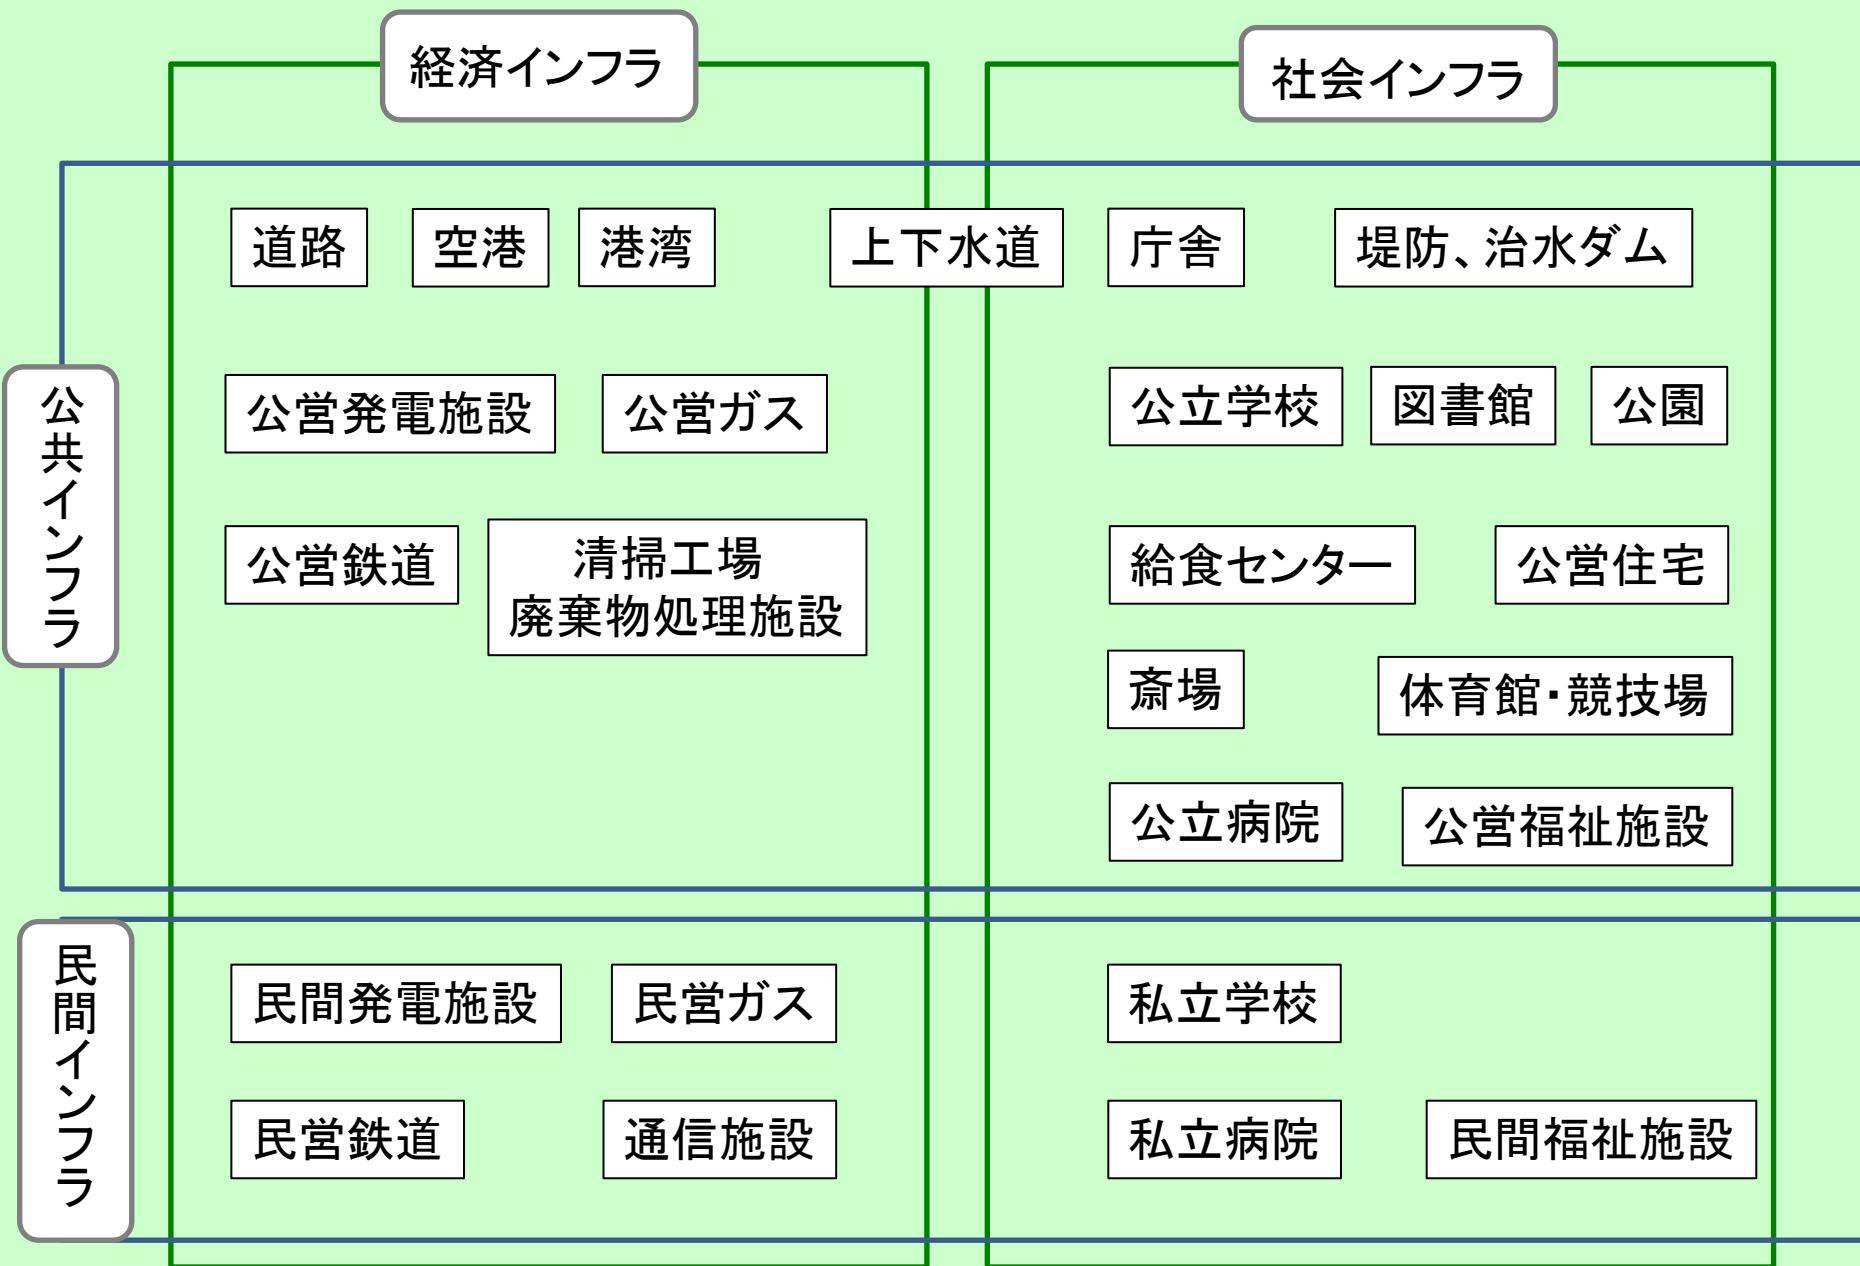 経済インフラ
社会インフラ
公共インフラ
道路
空港
港湾
上下水道
庁舎
堤防、治水ダム
公営発電施設
公営ガス
公立学校
図書館
公園
公営鉄道
清掃工場
廃棄物処理施設
給食センター
公営住宅
斎場
体育館・競技場
公立病院
公営福祉施設
民間インフラ
民間発電施設
民営ガス
私立学校
民営鉄道
通信施設
私立病院
民間福祉施設